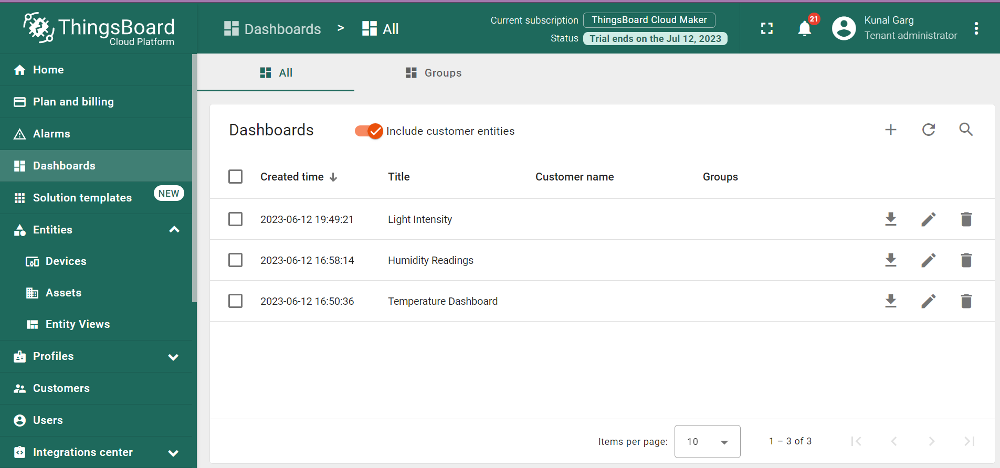 ThingsBoard
Cloud Platform
Dashboards > All
Current subscription ThingsBoard Cloud Maker
Status Trial ends on the Jul 12, 2023
21
Kunal Garg
Tenant administrator
Home
Plan and billing
Alarms
Dashboards
Solution templates NEW
Entities
Devices
Assets
Entity Views
Profiles
Customers
Users
Integrations center
All Groups
Dashboards Include customer entities
Created time Title Customer name Groups
2023-06-12 19:49:21 Light Intensity
2023-06-12 16:58:14 Humidity Readings
2023-06-12 16:50:36 Temperature Dashboard
Items per page: 10 1 – 3 of 3